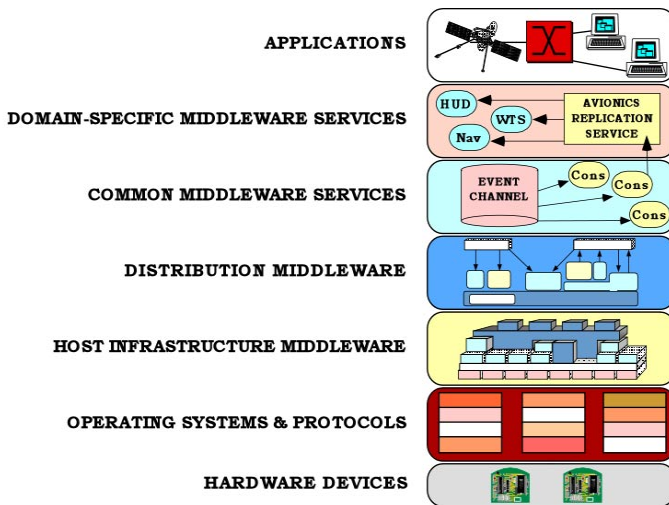 APPLICATIONS
DOMAIN-SPECIFIC MIDDLEWARE SERVICES
HUD
WTS
Nav
AVIONICS
REPLICATION
SERVICE
COMMON MIDDLEWARE SERVICES
EVENT
CHANNEL
Cons
Cons
Cons
DISTRIBUTION MIDDLEWARE
HOST INFRASTRUCTURE MIDDLEWARE
OPERATING SYSTEMS & PROTOCOLS
HARDWARE DEVICES